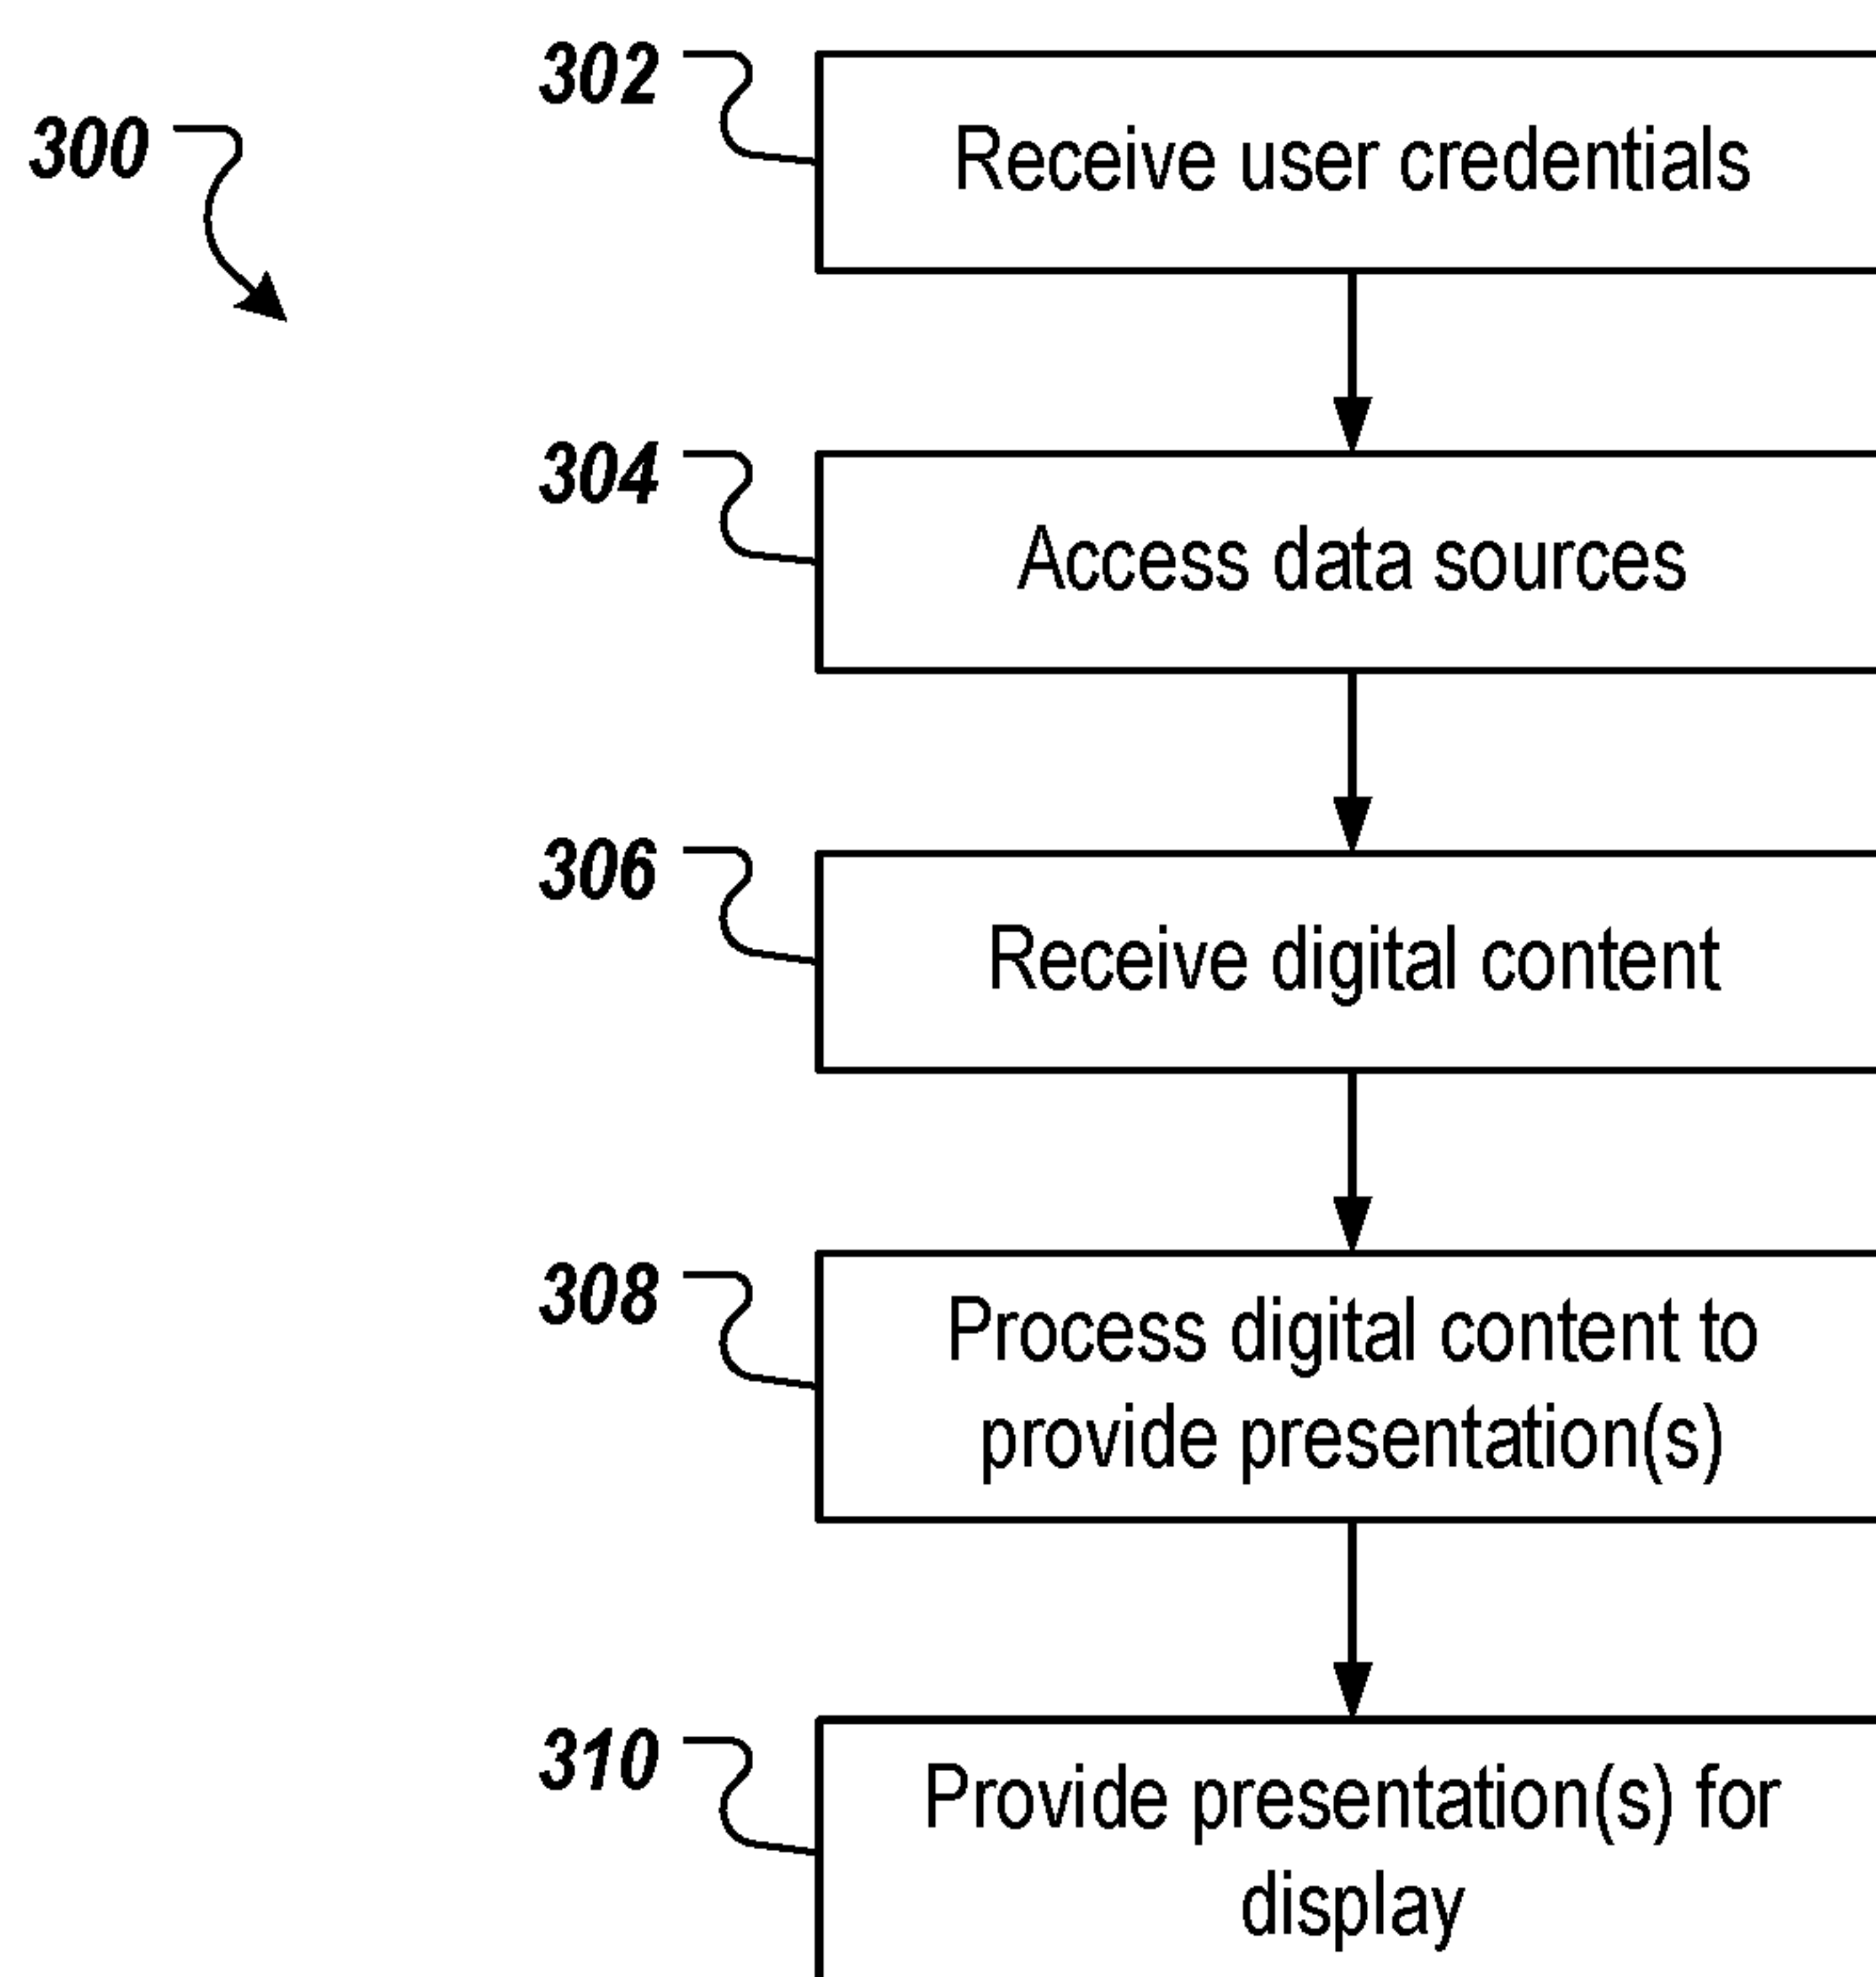 300
302
Receive user credentials
304
Access data sources
306
Receive digital content
308
Process digital content to
provide presentation(s)
310
Provide presentation(s) for
display